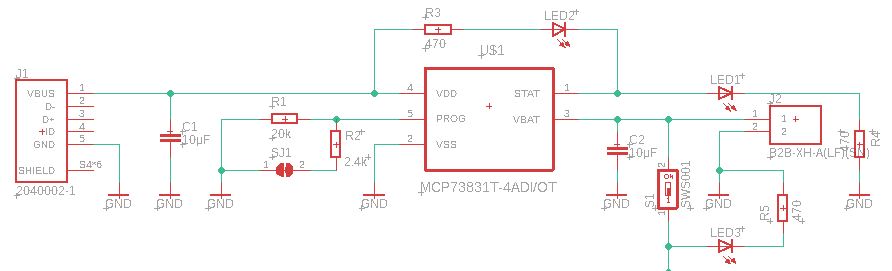 R3
470
LED2
U$1
J1
VBUS 1
D- 2
D+ 3
ID 4
GND 5
SHIELD S4*6
2040002-1
GND
C1
10µF
GND
R1
20k
R2
2.4k
SJ1
1 2
GND
4 VDD
5 PROG
2 VSS
STAT 1
VBAT 3
MCP73831T-4ADI/OT
GND
C2
10µF
GND
LED1
J2
1 1
2 2
B2B-XH-A(LF)(SN)
470
R4
GND
2
ON
1
1
S1
SWS001
GND
R5
470
LED3